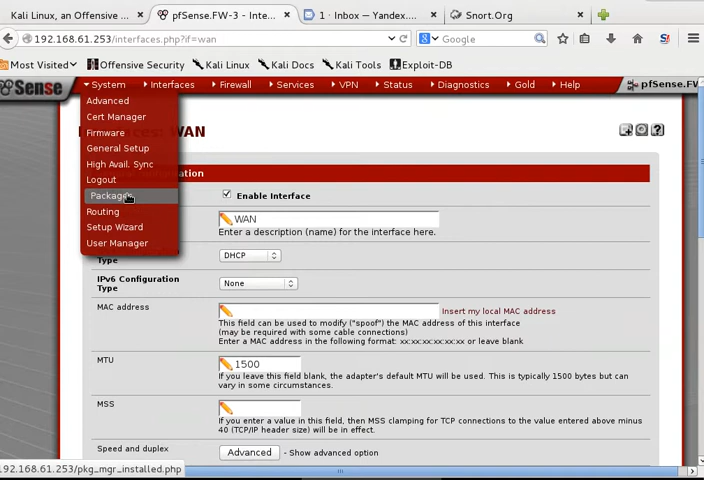 Kali Linux, an Offensive ...
pfSense.FW-3 - Inte...
1 · Inbox — Yandex....
Snort.Org
192.168.61.253/interfaces.php?if=wan
Google
Most Visited
Offensive Security
Kali Linux
Kali Docs
Kali Tools
Exploit-DB
Sense
System
Interfaces
Firewall
Services
VPN
Status
Diagnostics
Gold
Help
pfSense.FW
Advanced
Cert Manager
Firmware
General Setup
High Avail. Sync
Logout
Packages
Routing
Setup Wizard
User Manager
: WAN
Enable Interface
WAN
Enter a description (name) for the interface here.
Type
DHCP
IPv6 Configuration
Type
None
MAC address
Insert my local MAC address
This field can be used to modify ("spoof") the MAC address of this interface
(may be required with some cable connections)
Enter a MAC address in the following format: xx:xx:xx:xx:xx:xx or leave blank
MTU
1500
If you leave this field blank, the adapter's default MTU will be used. This is typically 1500 bytes but can
vary in some circumstances.
MSS
If you enter a value in this field, then MSS clamping for TCP connections to the value entered above minus
40 (TCP/IP header size) will be in effect.
Speed and duplex
Advanced
- Show advanced option
192.168.61.253/pkg_mgr_installed.php